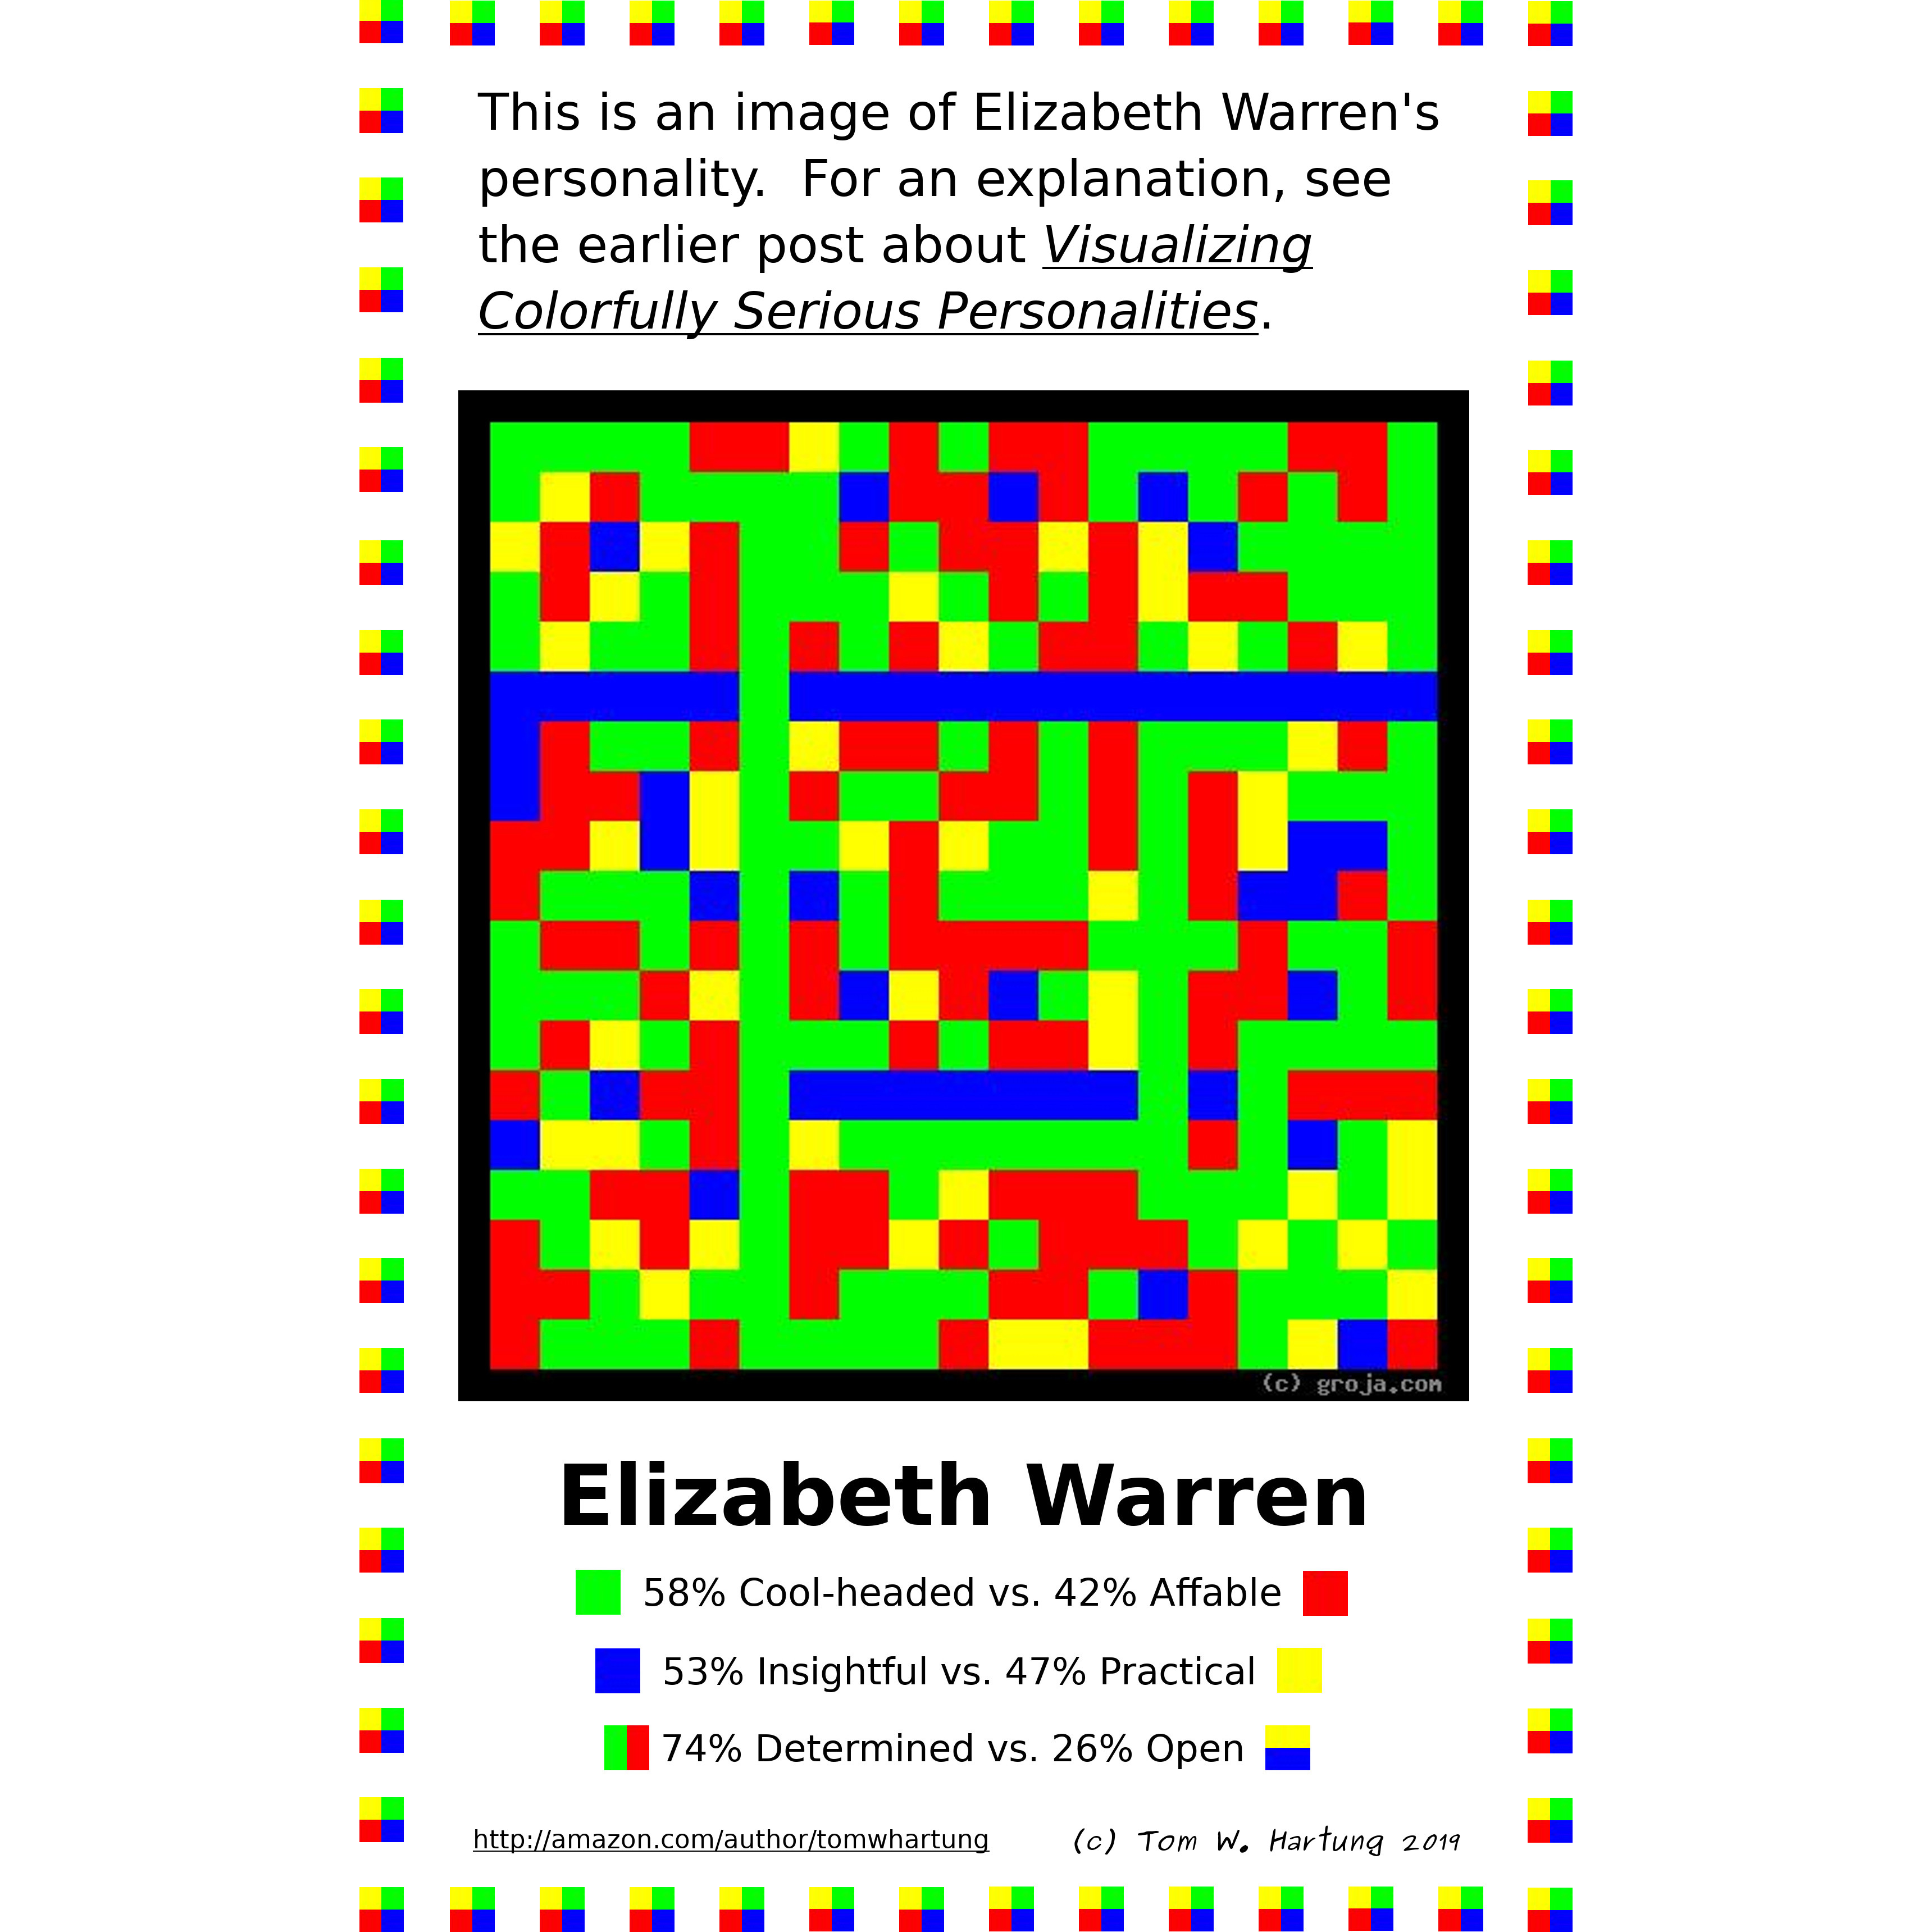 This is an image of Elizabeth Warren's
personality.  For an explanation, see
the earlier post about Visualizing
Colorfully Serious Personalities.
(c) groja.com
Elizabeth Warren
58% Cool-headed vs. 42% Affable
53% Insightful vs. 47% Practical
74% Determined vs. 26% Open
http://amazon.com/author/tomwhartung (c) Tom W. Hartung 2019